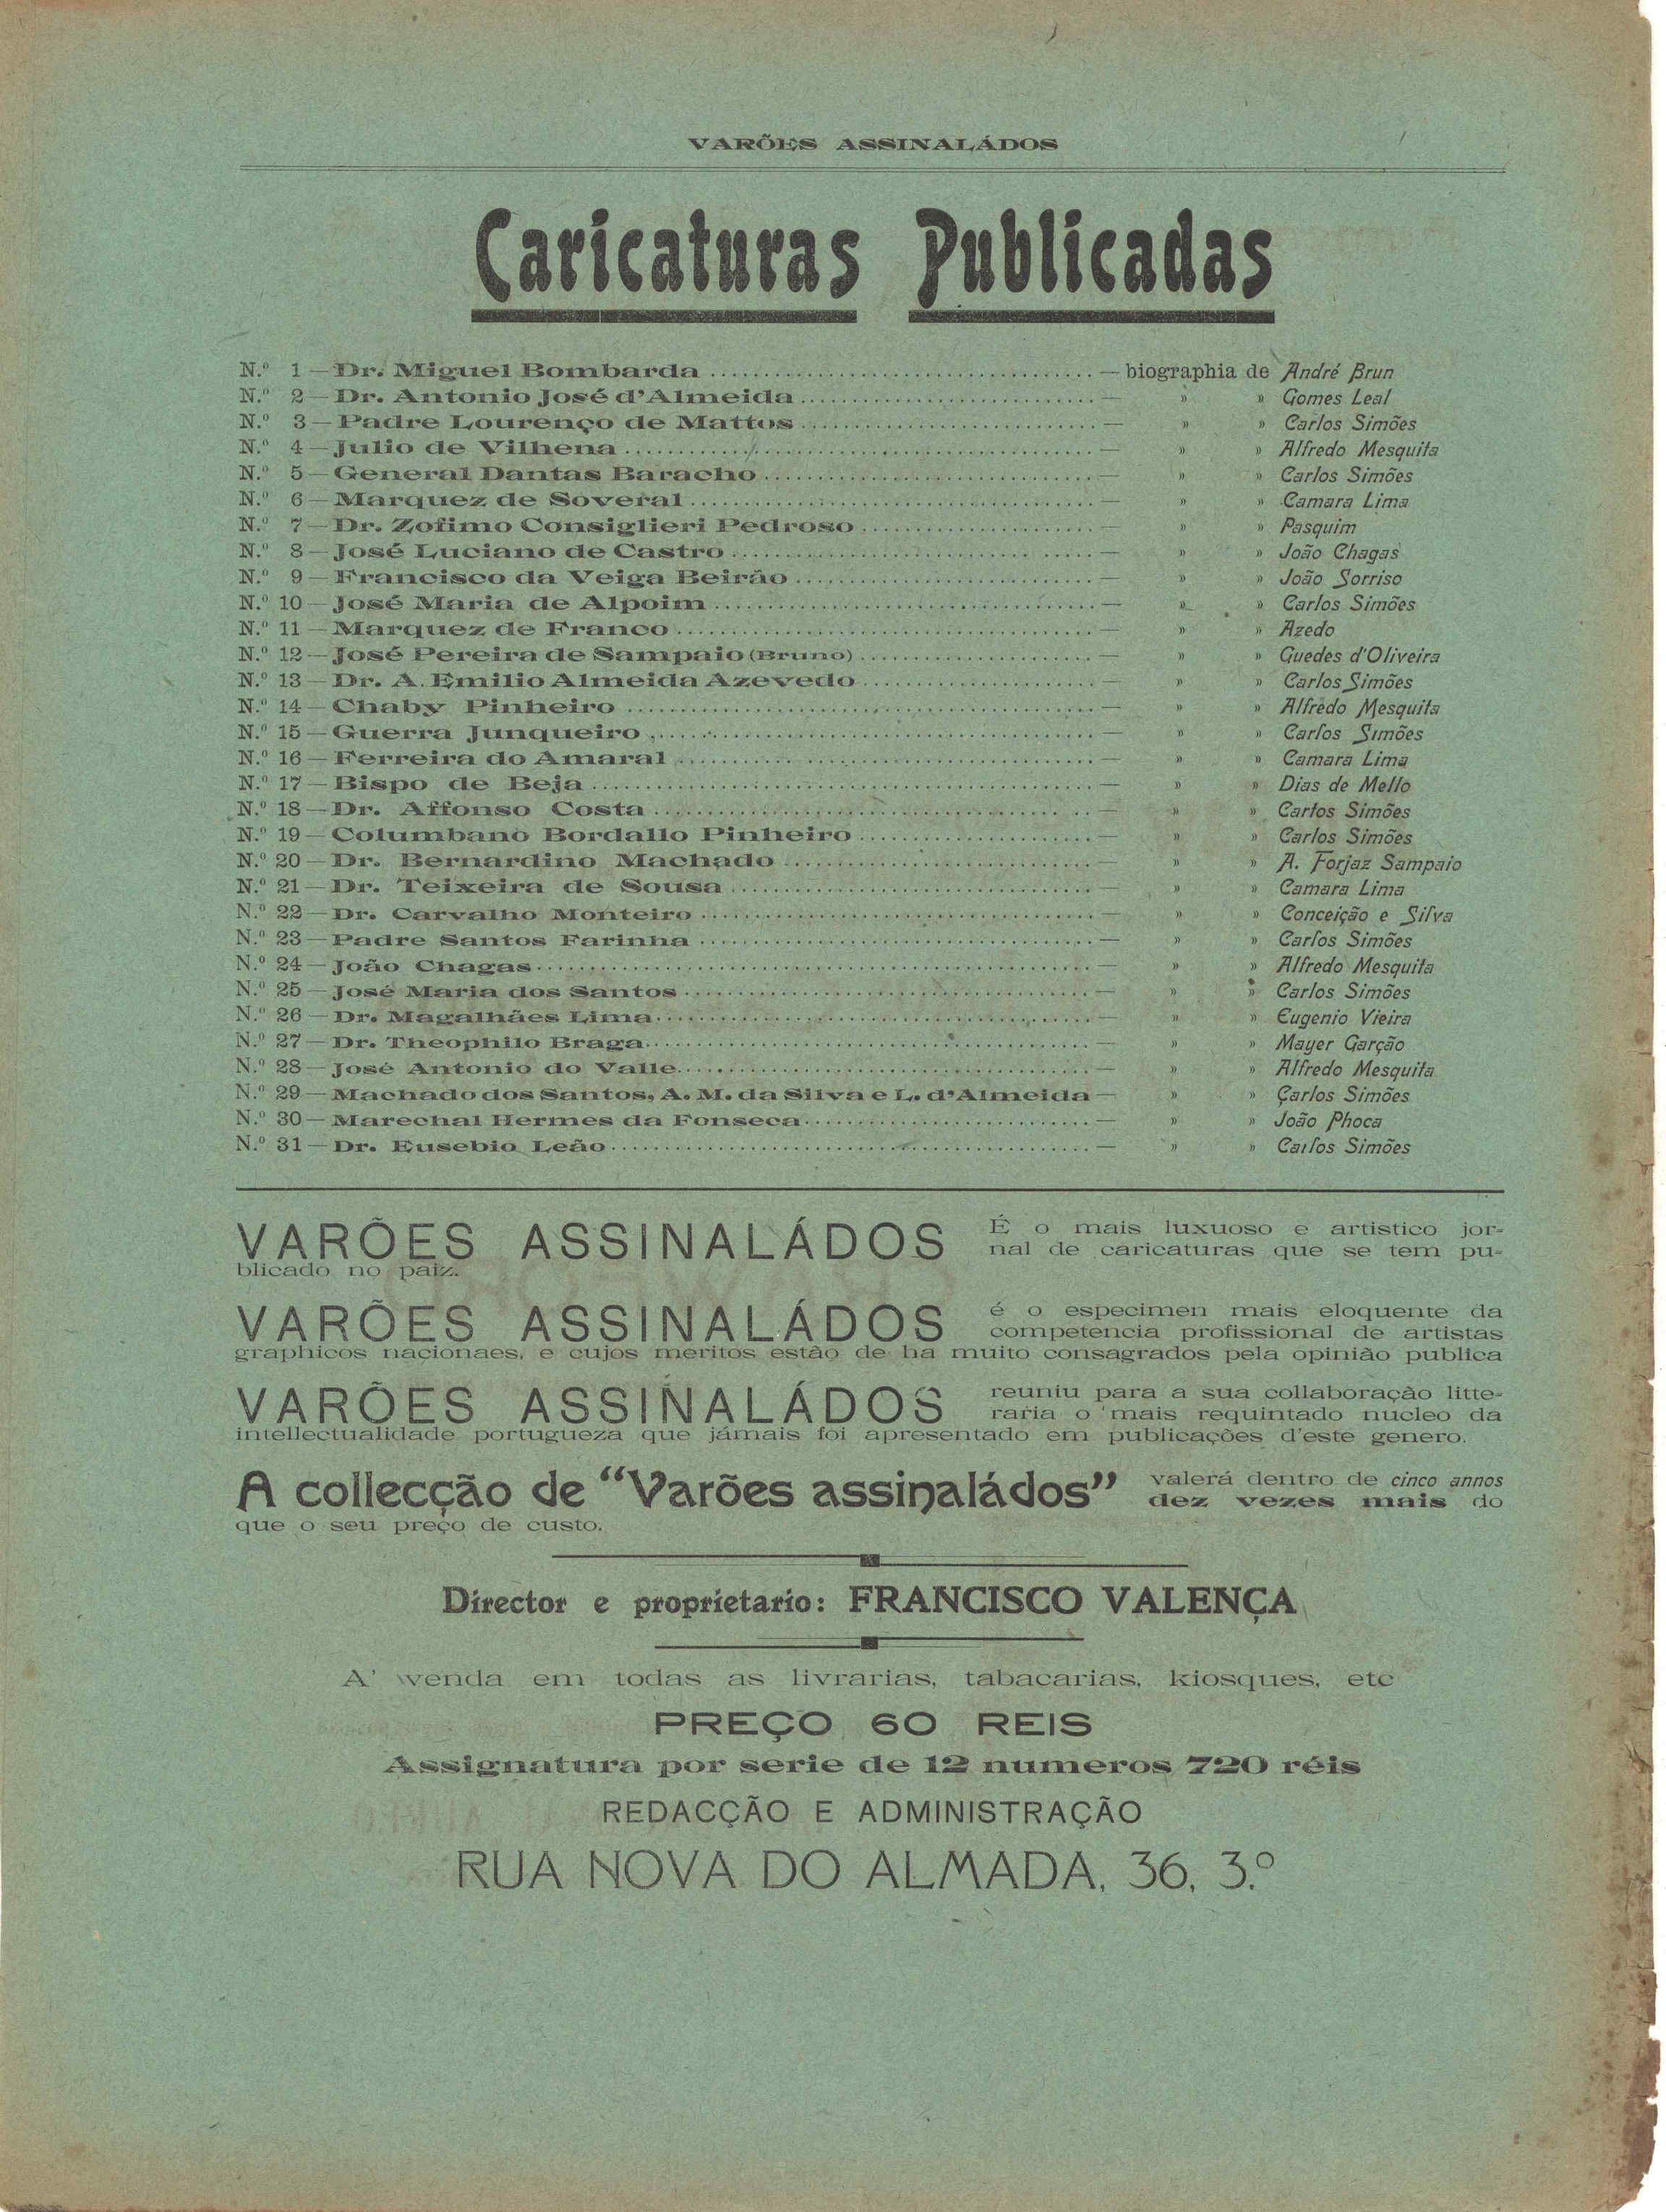 VARÕES ASSINALÁDOS
Caricaturas Publicadas
N.º 1 — Dr. Miguel Bombarda — biographia de André Brun
N.º 2 — Dr. Antonio José d'Almeida — » » Gomes Leal
N.º 3 — Padre Lourenço de Mattos — » » Carlos Simões
N.º 4 — Julio de Vilhena — » » Alfredo Mesquita
N.º 5 — General Dantas Baracho — » » Carlos Simões
N.º 6 — Marquez de Soveral — » » Camara Lima
N.º 7 — Dr. Zofimo Consiglieri Pedroso » » Pasquim
N.º 8 — José Luciano de Castro — » » João Chagas
N.º 9 — Francisco da Veiga Beirão — » » João Sorriso
N.º 10 — José Maria de Alpoim — » » Carlos Simões
N.º 11 — Marquez de Franco — » » Azedo
N.º 12 — José Pereira de Sampaio (Bruno) — » » Guedes d'Oliveira
N.º 13 — Dr. A. Emilio Almeida Azevedo — » » Carlos Simões
N.º 14 — Chaby Pinheiro — » » Alfredo Mesquita
N.º 15 — Guerra Junqueiro — » » Carlos Simões
N.º 16 — Ferreira do Amaral — » » Camara Lima
N.º 17 — Bispo de Beja — » » Dias de Mello
N.º 18 — Dr. Affonso Costa » » Carlos Simões
N.º 19 — Columbano Bordallo Pinheiro — » » Carlos Simões
N.º 20 — Dr. Bernardino Machado — » » A. Forjaz Sampaio
N.º 21 — Dr. Teixeira de Sousa — » » Camara Lima
N.º 22 — Dr. Carvalho Monteiro — » » Conceição e Silva
N.º 23 — Padre Santos Farinha — » » Carlos Simões
N.º 24 — João Chagas — » » Alfredo Mesquita
N.º 25 — José Maria dos Santos — » » Carlos Simões
N.º 26 — Dr. Magalhães Lima — » » Eugenio Vieira
N.º 27 — Dr. Theophilo Braga — » » Mayer Garção
N.º 28 — José Antonio do Valle — » » Alfredo Mesquita
N.º 29 — Machado dos Santos, A. M. da Silva e L. d'Almeida — » » Carlos Simões
N.º 30 — Marechal Hermes da Fonseca — » » João Phoca
N.º 31 — Dr. Eusebio Leão — » » Carlos Simões
VARÕES ASSINALÁDOS É o mais luxuoso e artistico jor-
nal de caricaturas que se tem pu-
blicado no paiz.
VARÕES ASSINALÁDOS é o especimen mais eloquente da
competencia profissional de artistas
graphicos nacionaes, e cujos meritos estão de ha muito consagrados pela opinião publica
VARÕES ASSINALÁDOS reuniu para a sua collaboração litte-
raria o mais requintado nucleo da
intellectualidade portugueza que jámais foi apresentado em publicações d'este genero.
A collecção de "Varões assinaládos" valerá dentro de cinco annos
dez vezes mais do
que o seu preço de custo.
Director e proprietario: FRANCISCO VALENÇA
A' venda em todas as livrarias, tabacarias, kiosques, etc
PREÇO 60 REIS
Assignatura por serie de 12 numeros 720 réis
REDACÇÃO E ADMINISTRAÇÃO
RUA NOVA DO ALMADA, 36, 3.º